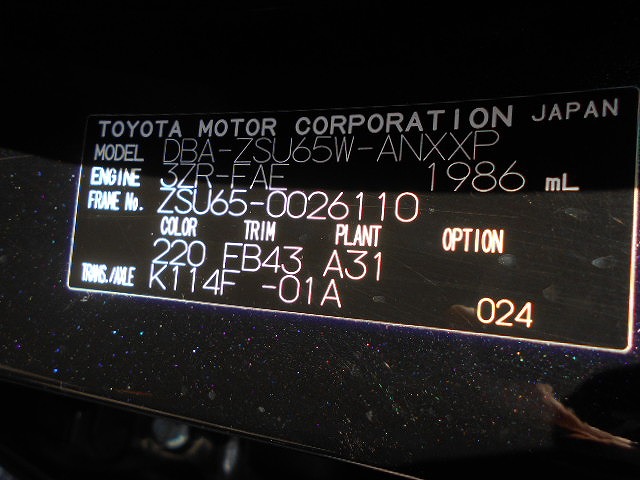 TOYOTA MOTOR CORPORATION JAPAN
MODEL DBA-ZSU65W-ANXXP
ENGINE 3ZR-FAE 1986 mL
FRAME No. ZSU65-0026110
COLOR TRIM PLANT OPTION
220 FB43 A31
TRANS./AXLE K114F -01A
024